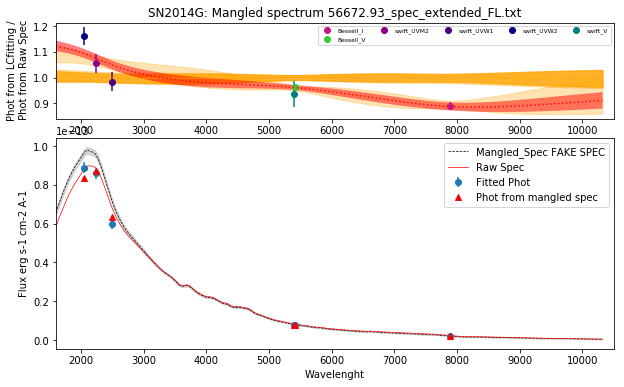 SN2014G: Mangled spectrum 56672.93_spec_extended_FL.txt
Phot from LCfitting /
Phot from Raw Spec
1.2
1.1
1.0
0.9
Bessell_I
Bessell_V
swift_UVM2
swift_UVW1
swift_UVW2
swift_V
2000 3000 4000 5000 6000 7000 8000 9000 10000
1e-13
Flux erg s-1 cm-2 A-1
1.0
0.8
0.6
0.4
0.2
0.0
Mangled_Spec FAKE SPEC
Raw Spec
Fitted Phot
Phot from mangled spec
2000 3000 4000 5000 6000 7000 8000 9000 10000
Wavelenght